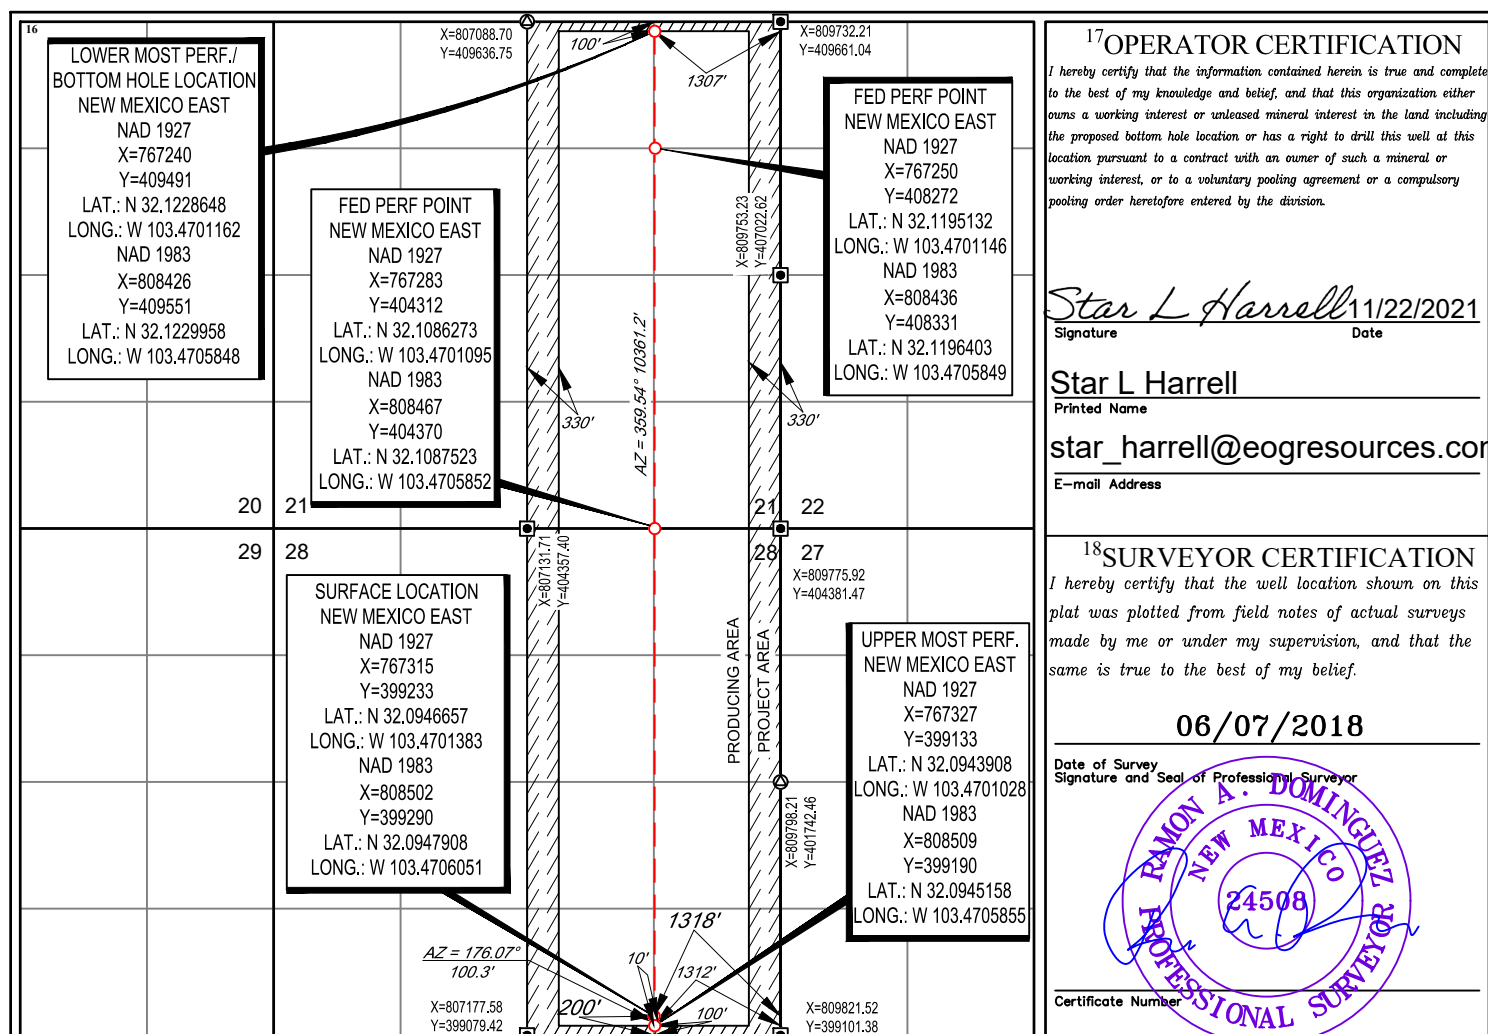 16
X=807088.70
Y=409636.75
100'
1307'
X=809732.21
Y=409661.04
LOWER MOST PERF./
BOTTOM HOLE LOCATION
NEW MEXICO EAST
NAD 1927
X=767240
Y=409491
LAT.: N 32.1228648
LONG.: W 103.4701162
NAD 1983
X=808426
Y=409551
LAT.: N 32.1229958
LONG.: W 103.4705848
FED PERF POINT
NEW MEXICO EAST
NAD 1927
X=767283
Y=404312
LAT.: N 32.1086273
LONG.: W 103.4701095
NAD 1983
X=808467
Y=404370
LAT.: N 32.1087523
LONG.: W 103.4705852
FED PERF POINT
NEW MEXICO EAST
NAD 1927
X=767250
Y=408272
LAT.: N 32.1195132
LONG.: W 103.4701146
NAD 1983
X=808436
Y=408331
LAT.: N 32.1196403
LONG.: W 103.4705849
X=809753.23
Y=407022.62
AZ = 359.54° 10361.2'
330'
330'
20
21
21
22
29
28
28
27
X=807131.71
Y=404357.40
X=809775.92
Y=404381.47
SURFACE LOCATION
NEW MEXICO EAST
NAD 1927
X=767315
Y=399233
LAT.: N 32.0946657
LONG.: W 103.4701383
NAD 1983
X=808502
Y=399290
LAT.: N 32.0947908
LONG.: W 103.4706051
PRODUCING AREA
PROJECT AREA
UPPER MOST PERF.
NEW MEXICO EAST
NAD 1927
X=767327
Y=399133
LAT.: N 32.0943908
LONG.: W 103.4701028
NAD 1983
X=808509
Y=399190
LAT.: N 32.0945158
LONG.: W 103.4705855
X=809798.21
Y=401742.46
AZ = 176.07°
100.3'
10'
1318'
1312'
200'
100'
X=807177.58
Y=399079.42
X=809821.52
Y=399101.38
17 OPERATOR CERTIFICATION
I hereby certify that the information contained herein is true and complete
to the best of my knowledge and belief, and that this organization either
owns a working interest or unleased mineral interest in the land including
the proposed bottom hole location or has a right to drill this well at this
location pursuant to a contract with an owner of such a mineral or
working interest, or to a voluntary pooling agreement or a compulsory
pooling order heretofore entered by the division.
Star L Harrell 11/22/2021
Signature Date
Star L Harrell
Printed Name
star_harrell@eogresources.com
E-mail Address
18 SURVEYOR CERTIFICATION
I hereby certify that the well location shown on this
plat was plotted from field notes of actual surveys
made by me or under my supervision, and that the
same is true to the best of my belief.
06/07/2018
Date of Survey
Signature and Seal of Professional Surveyor
RAMON A. DOMINGUEZ
NEW MEXICO
24508
PROFESSIONAL SURVEYOR
Certificate Number